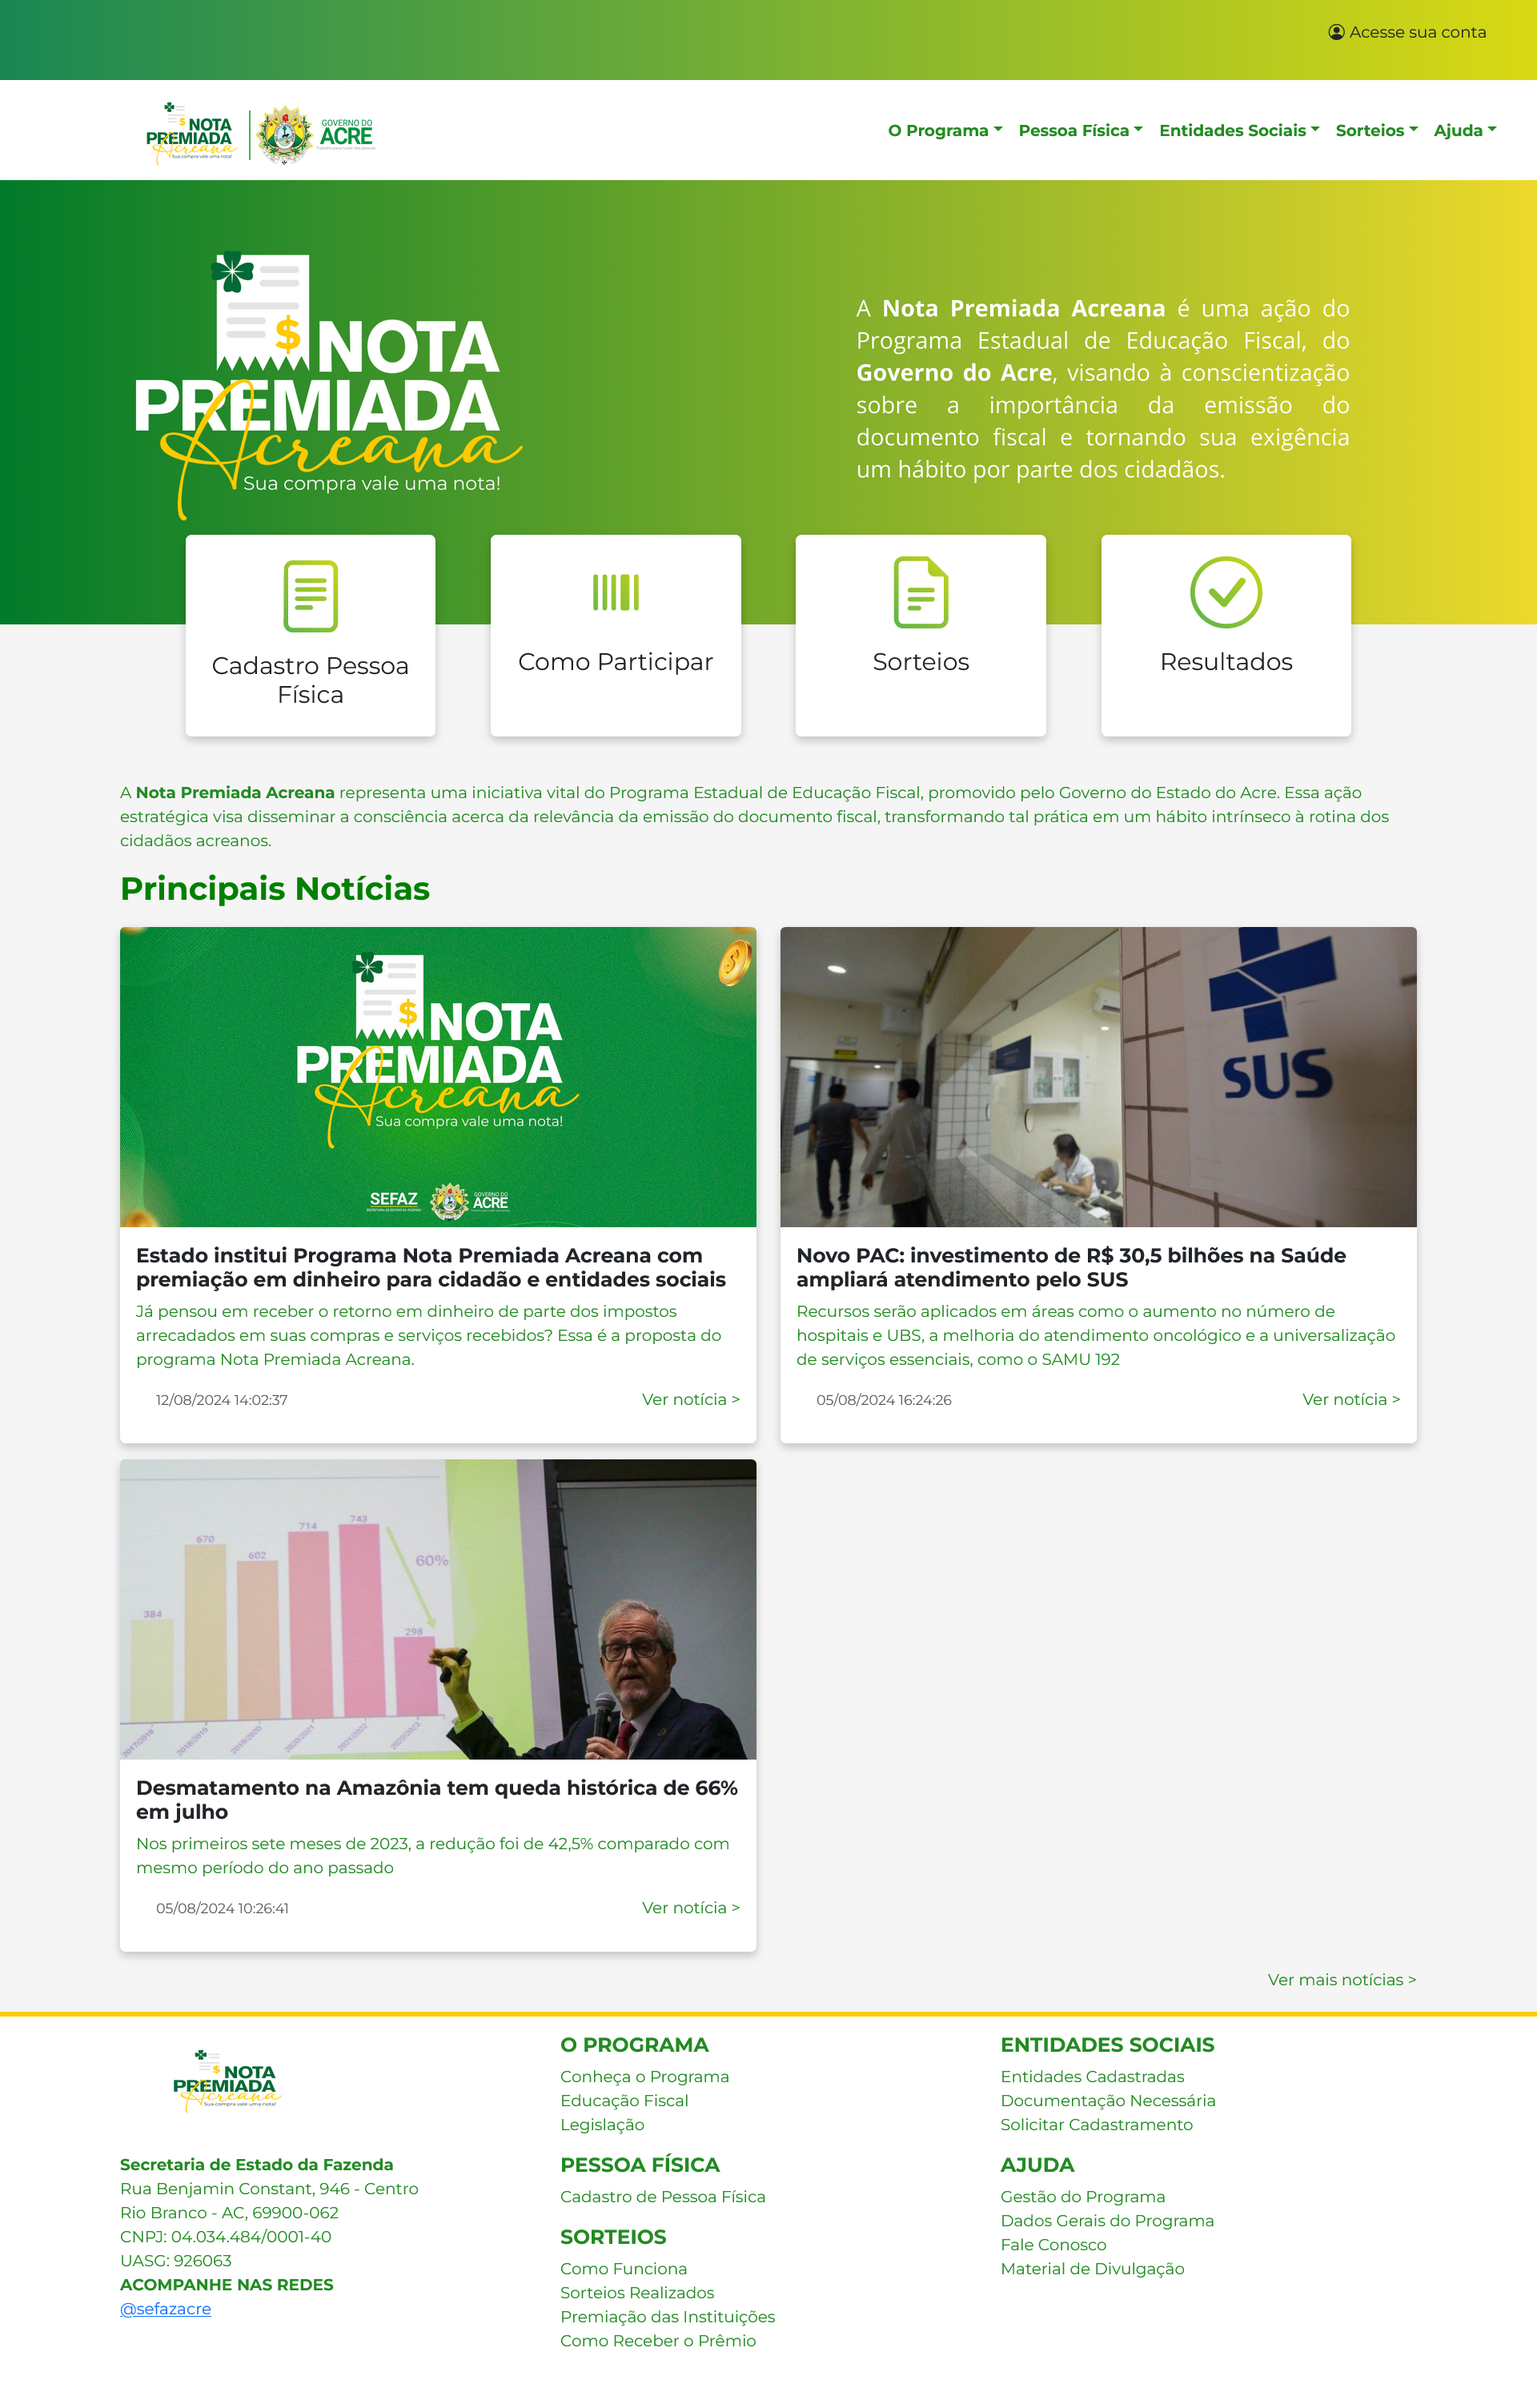 Acesse sua conta
NOTA
PREMIADA
Acreana
Sua compra vale uma nota!
GOVERNO DO
ACRE
O Programa
Pessoa Física
Entidades Sociais
Sorteios
Ajuda
$
NOTA
PREMIADA
Acreana
Sua compra vale uma nota!
A Nota Premiada Acreana é uma ação do
Programa Estadual de Educação Fiscal, do
Governo do Acre, visando à conscientização
sobre a importância da emissão do
documento fiscal e tornando sua exigência
um hábito por parte dos cidadãos.
Cadastro Pessoa
Física
Como Participar
Sorteios
Resultados
A Nota Premiada Acreana representa uma iniciativa vital do Programa Estadual de Educação Fiscal, promovido pelo Governo do Estado do Acre. Essa ação
estratégica visa disseminar a consciência acerca da relevância da emissão do documento fiscal, transformando tal prática em um hábito intrínseco à rotina dos
cidadãos acreanos.
Principais Notícias
$
NOTA
PREMIADA
Acreana
Sua compra vale uma nota!
SEFAZ
GOVERNO DO
ACRE
SUS
Estado institui Programa Nota Premiada Acreana com
premiação em dinheiro para cidadão e entidades sociais
Já pensou em receber o retorno em dinheiro de parte dos impostos
arrecadados em suas compras e serviços recebidos? Essa é a proposta do
programa Nota Premiada Acreana.
12/08/2024 14:02:37
Ver notícia >
Novo PAC: investimento de R$ 30,5 bilhões na Saúde
ampliará atendimento pelo SUS
Recursos serão aplicados em áreas como o aumento no número de
hospitais e UBS, a melhoria do atendimento oncológico e a universalização
de serviços essenciais, como o SAMU 192
05/08/2024 16:24:26
Ver notícia >
384
670
602
714
743
298
60%
2017/2018
2018/2019
2019/2020
2020/2021
2021/2022
2022/2023
Desmatamento na Amazônia tem queda histórica de 66%
em julho
Nos primeiros sete meses de 2023, a redução foi de 42,5% comparado com
mesmo período do ano passado
05/08/2024 10:26:41
Ver notícia >
Ver mais notícias >
NOTA
PREMIADA
Acreana
Sua compra vale uma nota!
Secretaria de Estado da Fazenda
Rua Benjamin Constant, 946 - Centro
Rio Branco - AC, 69900-062
CNPJ: 04.034.484/0001-40
UASG: 926063
ACOMPANHE NAS REDES
@sefazacre
O PROGRAMA
Conheça o Programa
Educação Fiscal
Legislação
PESSOA FÍSICA
Cadastro de Pessoa Física
SORTEIOS
Como Funciona
Sorteios Realizados
Premiação das Instituições
Como Receber o Prêmio
ENTIDADES SOCIAIS
Entidades Cadastradas
Documentação Necessária
Solicitar Cadastramento
AJUDA
Gestão do Programa
Dados Gerais do Programa
Fale Conosco
Material de Divulgação